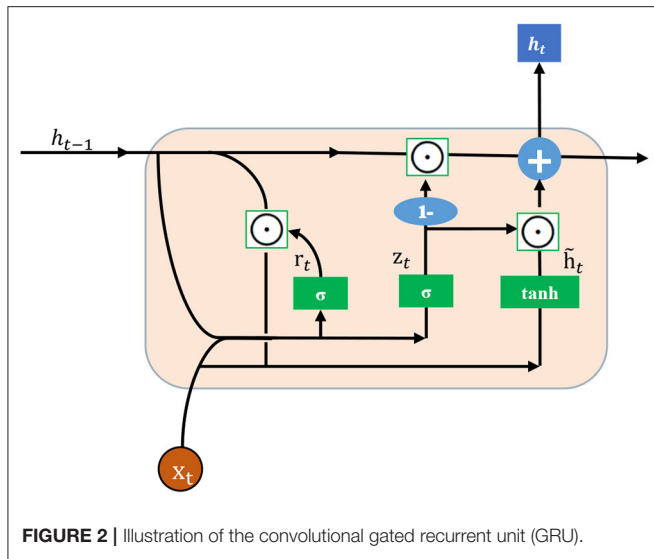 h_t
h_{t-1}
⊙
+
1-
⊙
⊙
r_t
z_t
h̃_t
σ
σ
tanh
x_t
FIGURE 2 | Illustration of the convolutional gated recurrent unit (GRU).